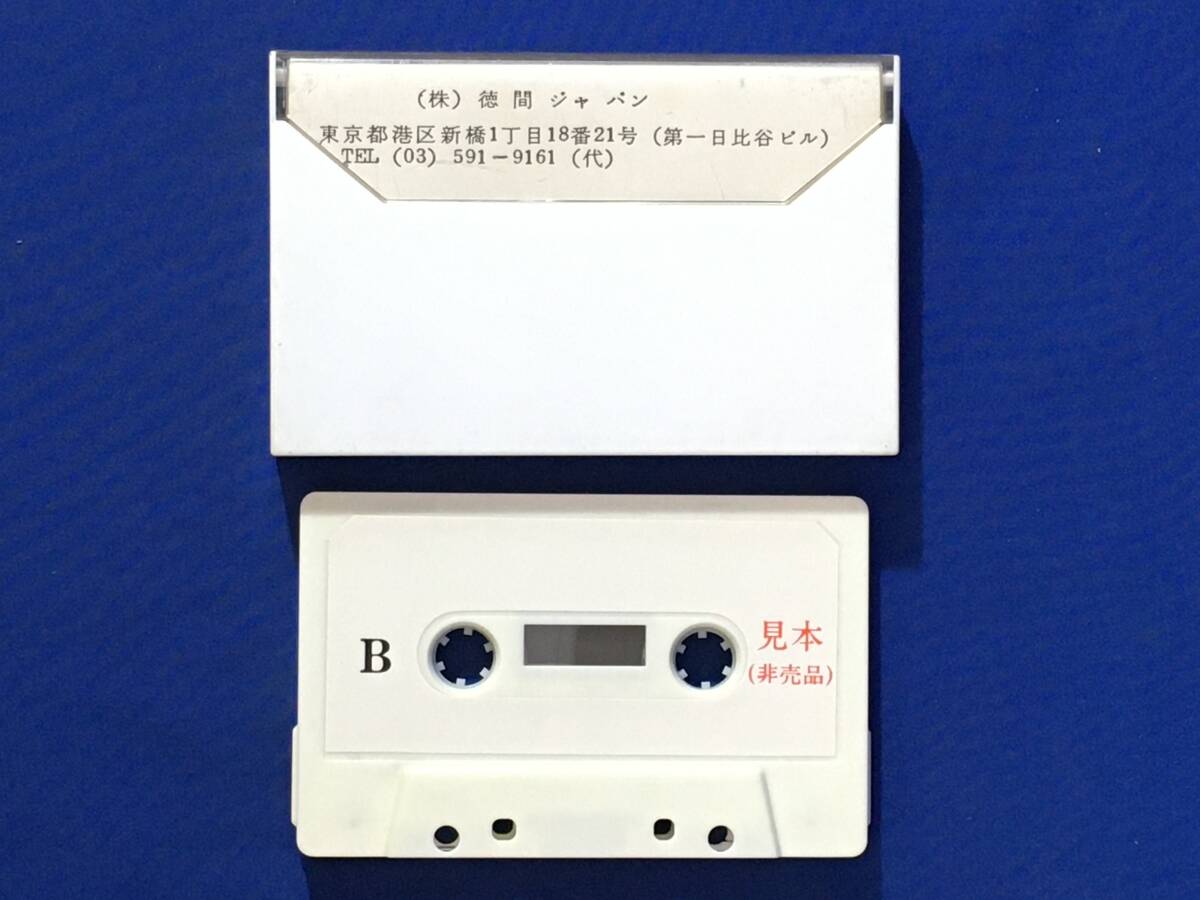 (株) 徳間ジャパン
東京都港区新橋1丁目18番21号 (第一日比谷ビル)
TEL (03) 591-9161 (代)
B
見本
(非売品)